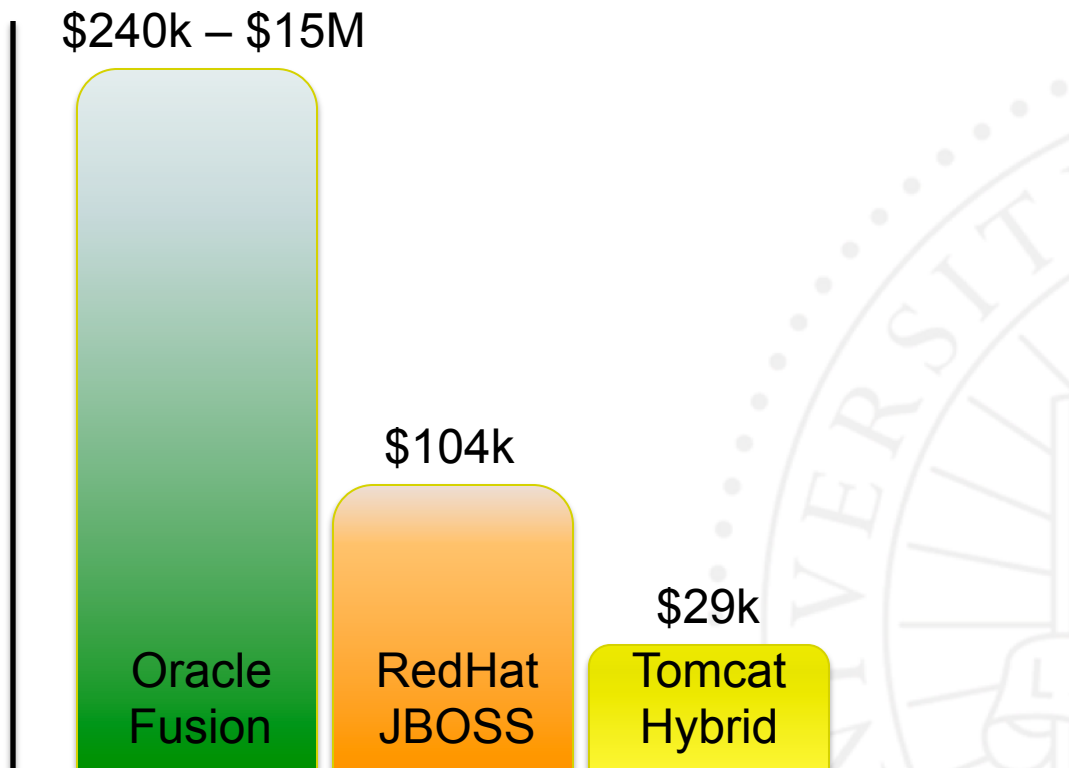 $240k – $15M
$104k
$29k
Oracle
Fusion
RedHat
JBOSS
Tomcat
Hybrid